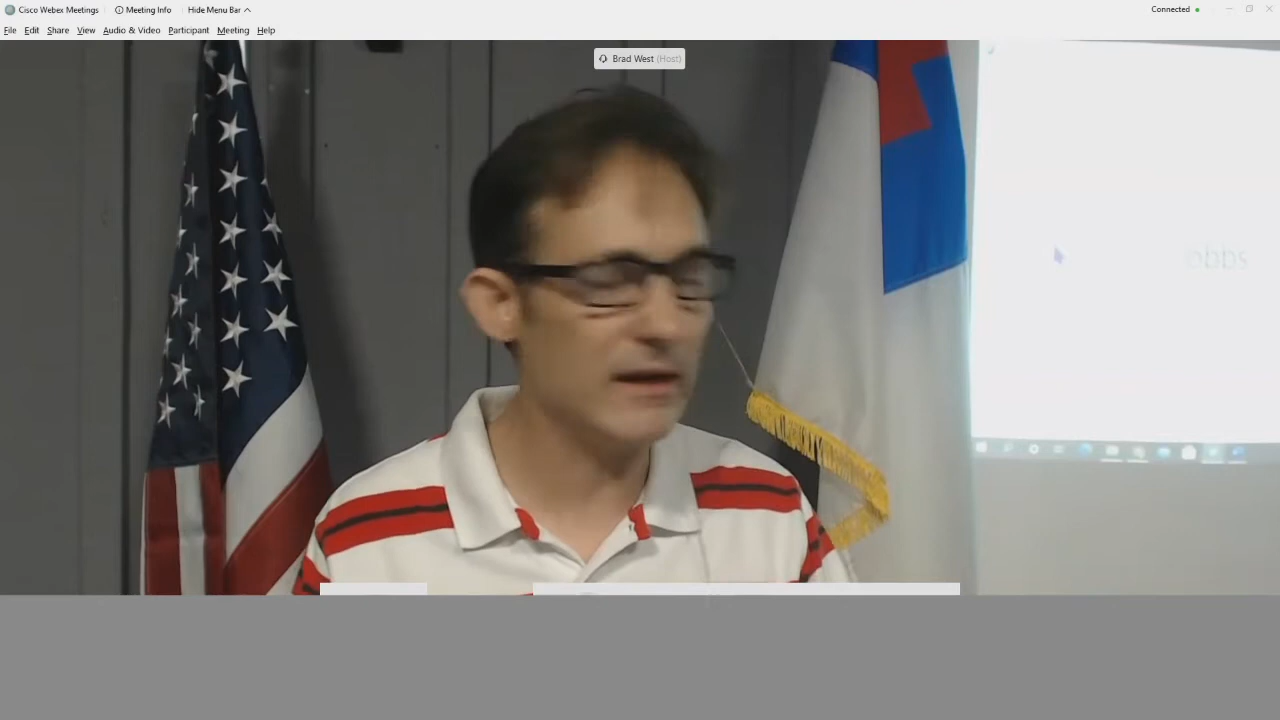 Cisco Webex Meetings Meeting Info Hide Menu Bar Connected
File Edit Share View Audio & Video Participant Meeting Help
Brad West (Host)
obbs